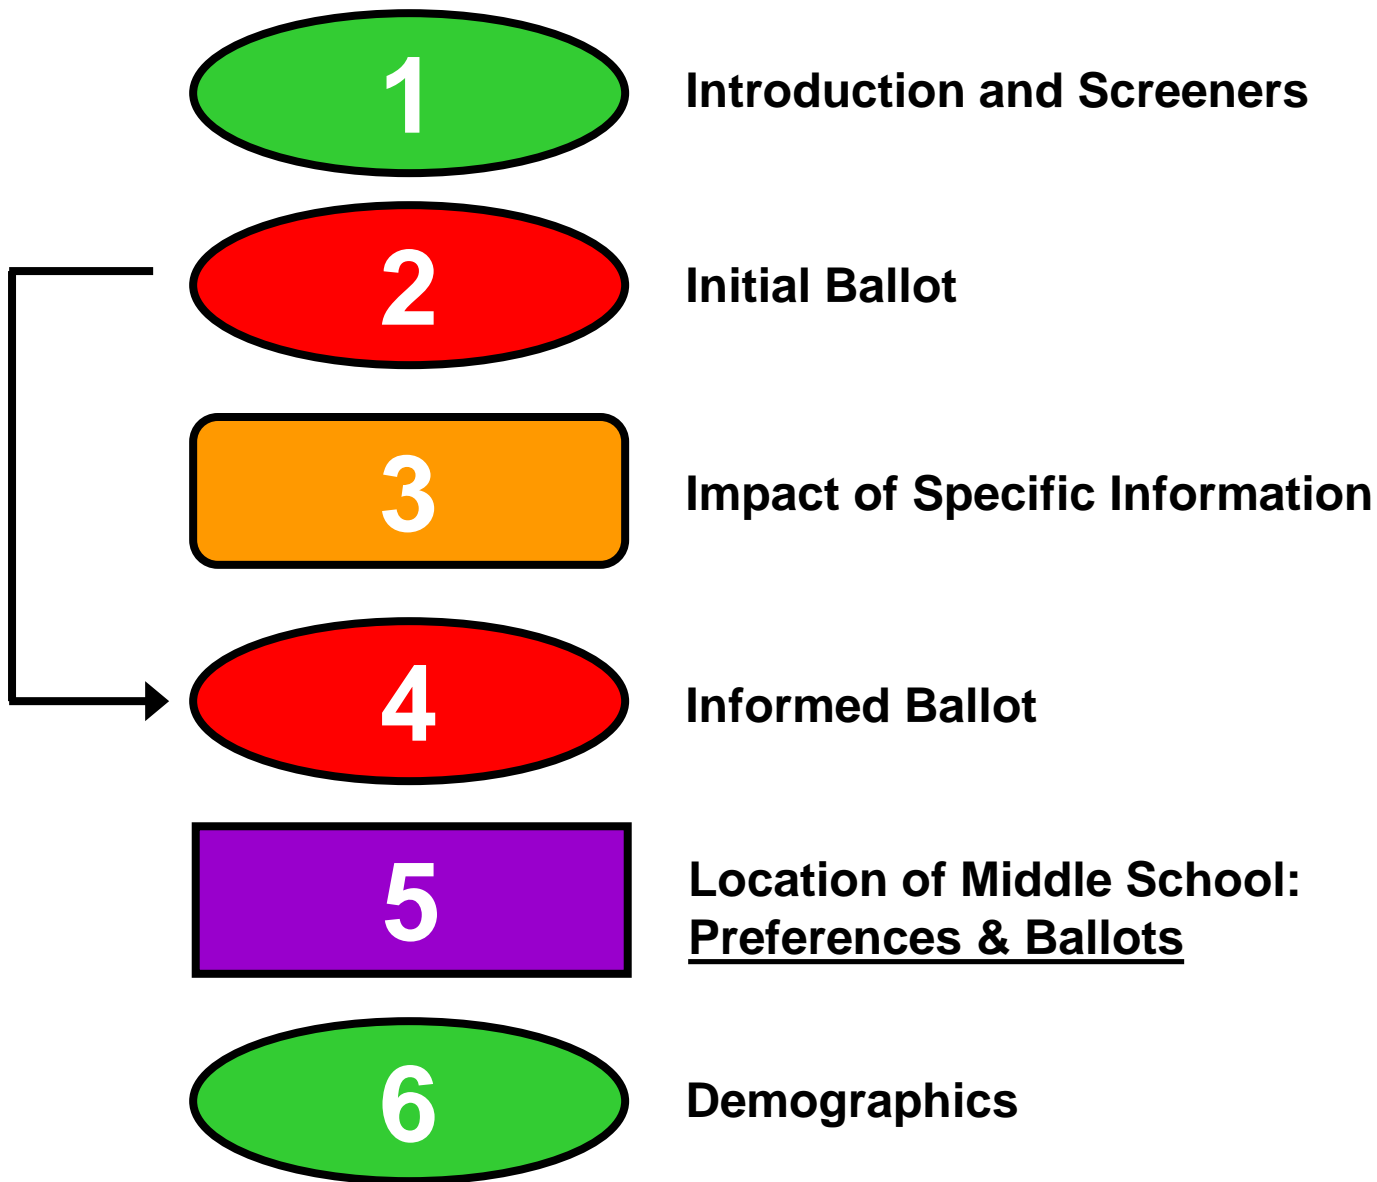 1 Introduction and Screeners
2 Initial Ballot
3 Impact of Specific Information
4 Informed Ballot
5 Location of Middle School:
Preferences & Ballots
6 Demographics